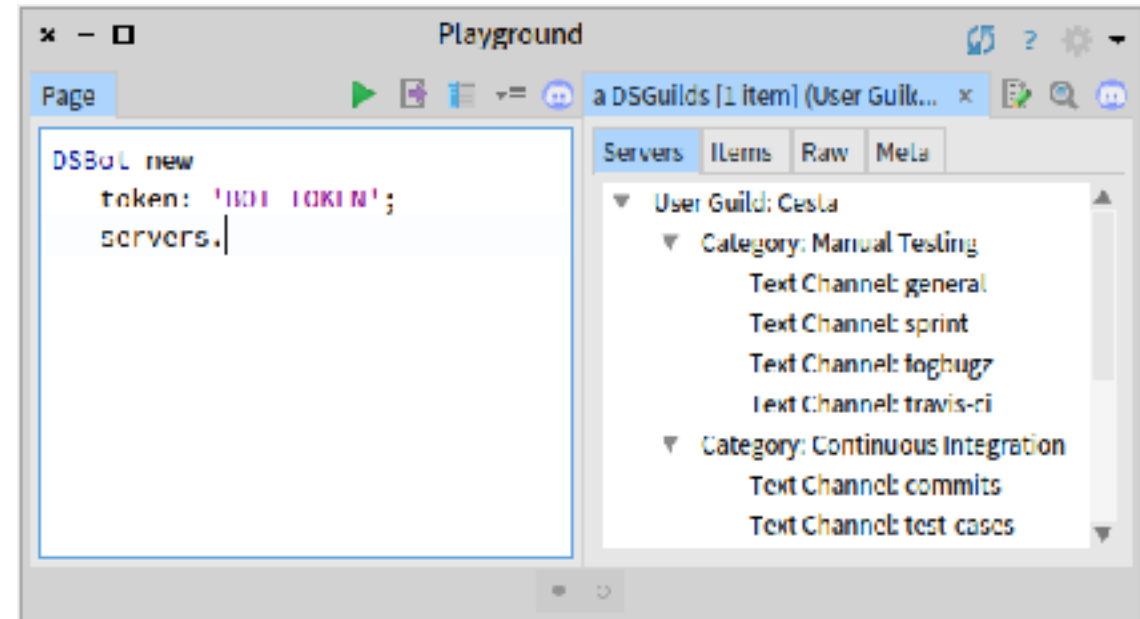 Playground
?
Page
a DSGuilds [1 item] (User Guil...
DSBot new
token: 'BOT TOKEN';
servers.
Servers Items Raw Meta
User Guild: Cesta
Category: Manual Testing
Text Channel: general
Text Channel: sprint
Text Channel: fogbugz
Text Channel: travis-ci
Category: Continuous Integration
Text Channel: commits
Text Channel: test-cases